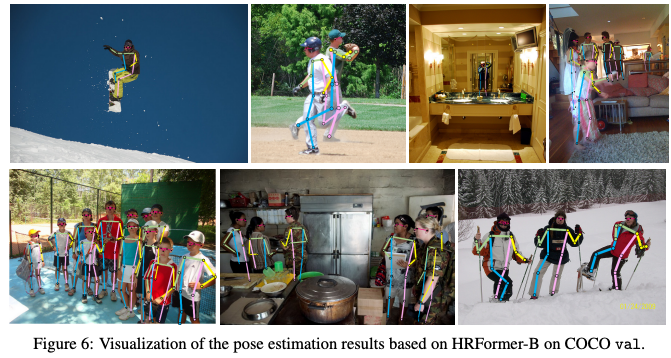 Figure 6: Visualization of the pose estimation results based on HRFormer-B on COCO val.